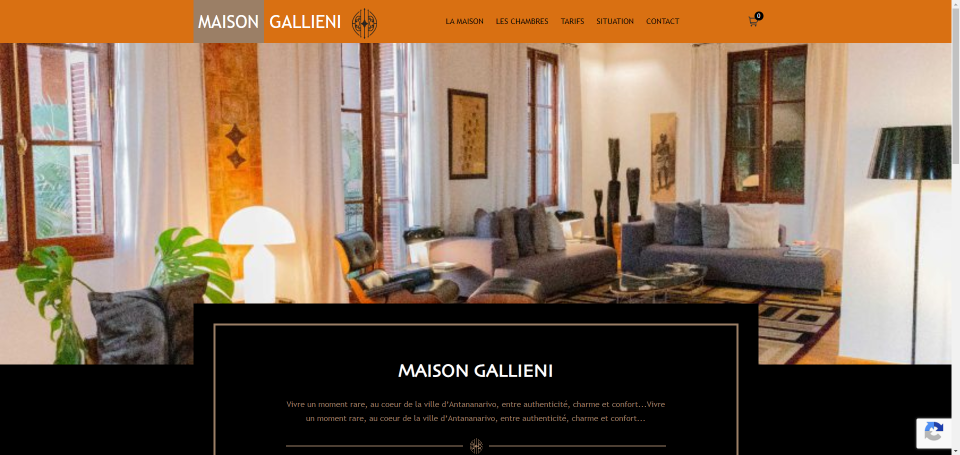 MAISON GALLIENI
LA MAISON LES CHAMBRES TARIFS SITUATION CONTACT
0
MAISON GALLIENI
Vivre un moment rare, au coeur de la ville d'Antananarivo, entre authenticité, charme et confort...Vivre
un moment rare, au coeur de la ville d'Antananarivo, entre authenticité, charme et confort...